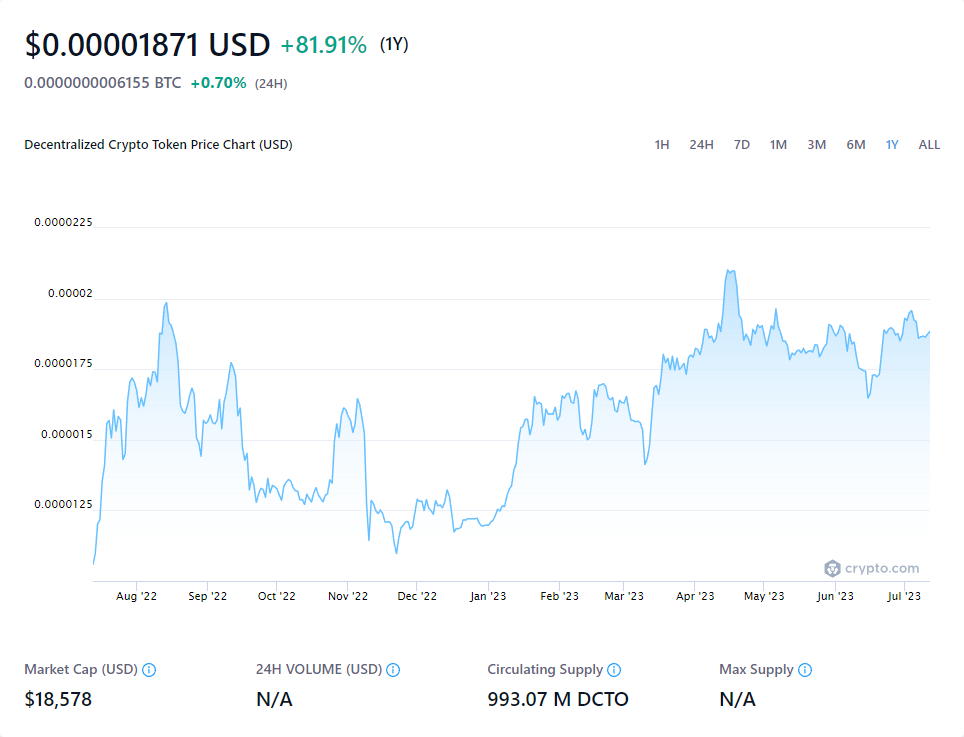 $0.00001871 USD +81.91% (1Y)
0.0000000006155 BTC +0.70% (24H)
Decentralized Crypto Token Price Chart (USD) 1H 24H 7D 1M 3M 6M 1Y ALL
0.0000225
0.00002
0.0000175
0.000015
0.0000125
crypto.com
Aug '22 Sep '22 Oct '22 Nov '22 Dec '22 Jan '23 Feb '23 Mar '23 Apr '23 May '23 Jun '23 Jul '23
Market Cap (USD) 24H VOLUME (USD) Circulating Supply Max Supply
$18,578 N/A 993.07 M DCTO N/A